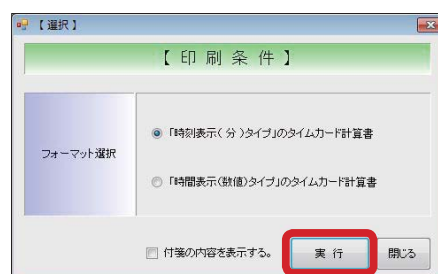 【 選択 】
【 印 刷 条 件 】
フォーマット選択
「時刻表示( 分 )タイプ」のタイムカード計算書
「時間表示(数値)タイプ」のタイムカード計算書
付箋の内容を表示する。
実 行
閉じる